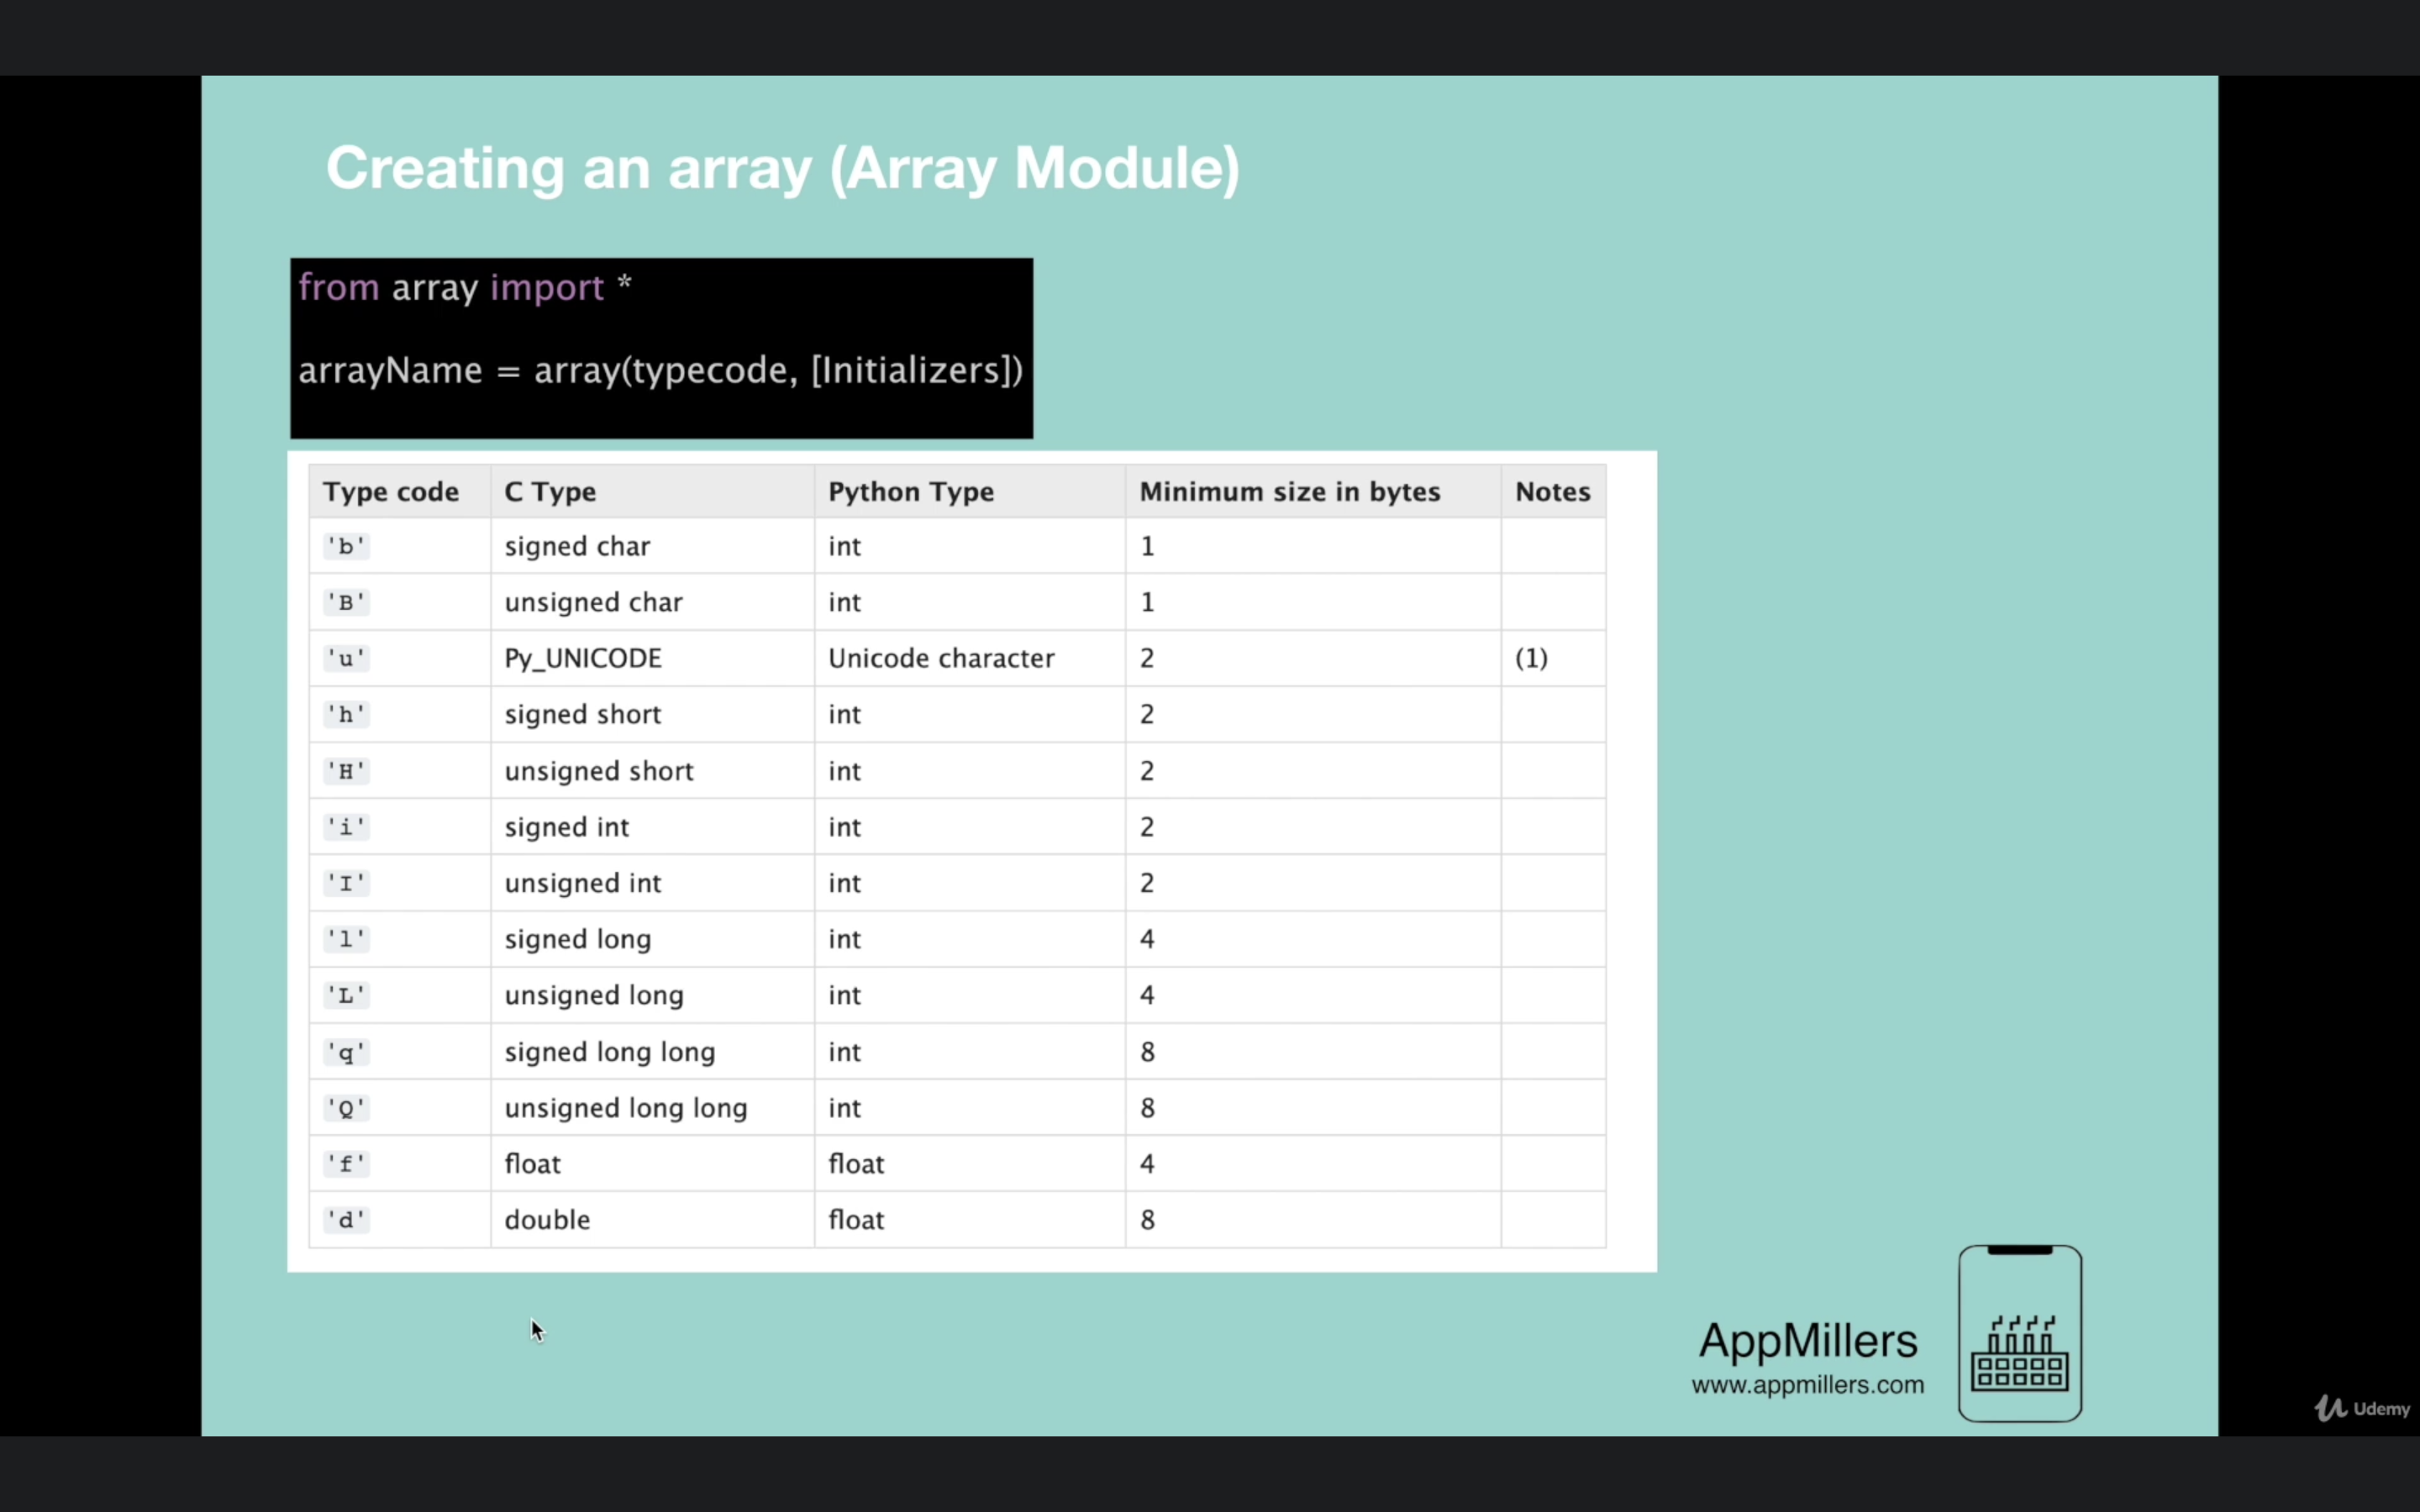 Creating an array (Array Module)
from array import *
arrayName = array(typecode, [Initializers])
Type code C Type Python Type Minimum size in bytes Notes
'b' signed char int 1
'B' unsigned char int 1
'u' Py_UNICODE Unicode character 2 (1)
'h' signed short int 2
'H' unsigned short int 2
'i' signed int int 2
'I' unsigned int int 2
'l' signed long int 4
'L' unsigned long int 4
'q' signed long long int 8
'Q' unsigned long long int 8
'f' float float 4
'd' double float 8
AppMillers
www.appmillers.com
Udemy